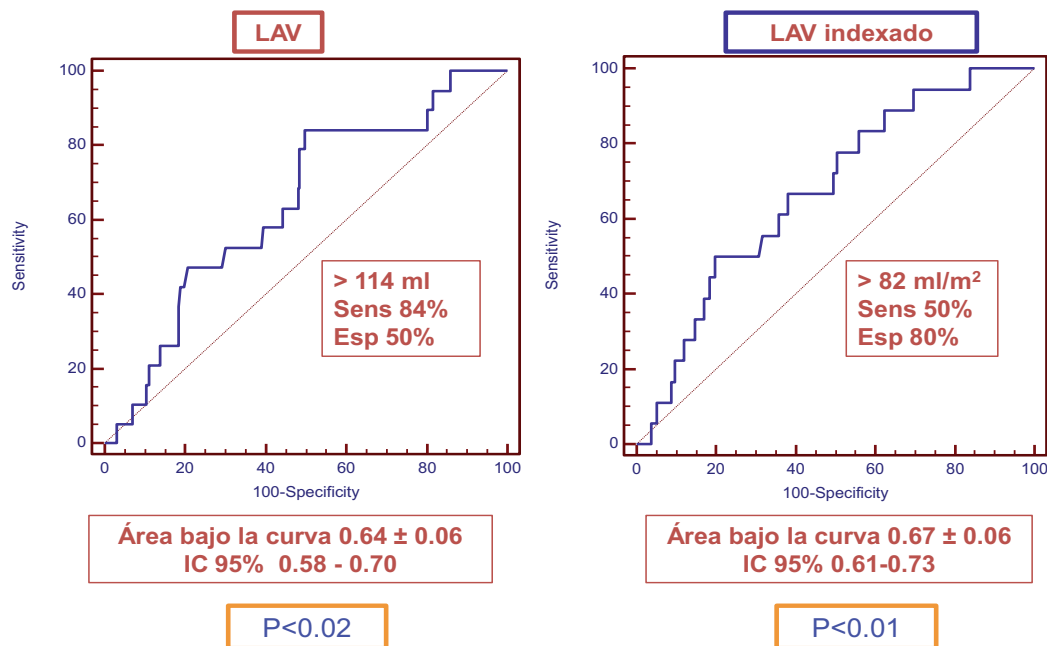 LAV
100
80
60
40
20
0
Sensitivity
0 20 40 60 80 100
100-Specificity
> 114 ml
Sens 84%
Esp 50%
Área bajo la curva 0.64 ± 0.06
IC 95% 0.58 - 0.70
P<0.02
LAV indexado
100
80
60
40
20
0
Sensitivity
0 20 40 60 80 100
100-Specificity
> 82 ml/m²
Sens 50%
Esp 80%
Área bajo la curva 0.67 ± 0.06
IC 95% 0.61-0.73
P<0.01